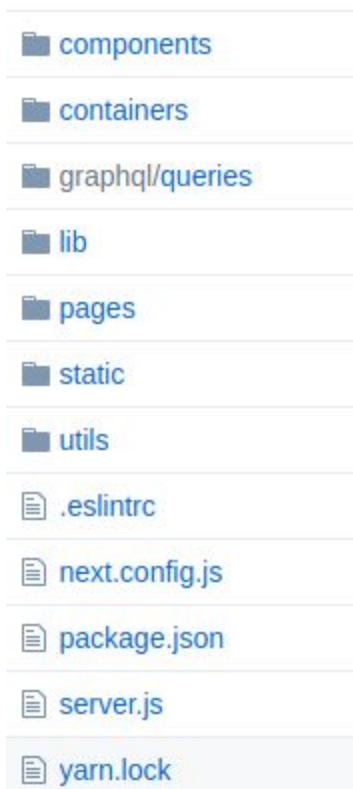 components
containers
graphql/queries
lib
pages
static
utils
.eslintrc
next.config.js
package.json
server.js
yarn.lock